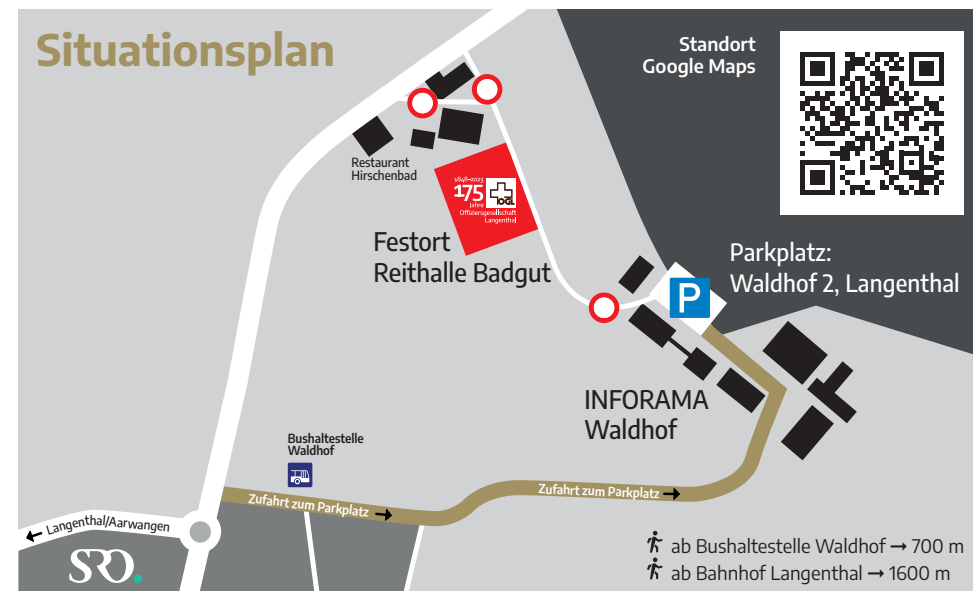 Situationsplan
Standort
Google Maps
Restaurant
Hirschenbad
1848–2023
175
Jahre
OGL
Offiziersgesellschaft
Langenthal
Festort
Reithalle Badgut
Parkplatz:
Waldhof 2, Langenthal
P
INFORAMA
Waldhof
Bushaltestelle
Waldhof
Zufahrt zum Parkplatz →
Zufahrt zum Parkplatz →
← Langenthal/Aarwangen
SRO.
ab Bushaltestelle Waldhof → 700 m
ab Bahnhof Langenthal → 1600 m